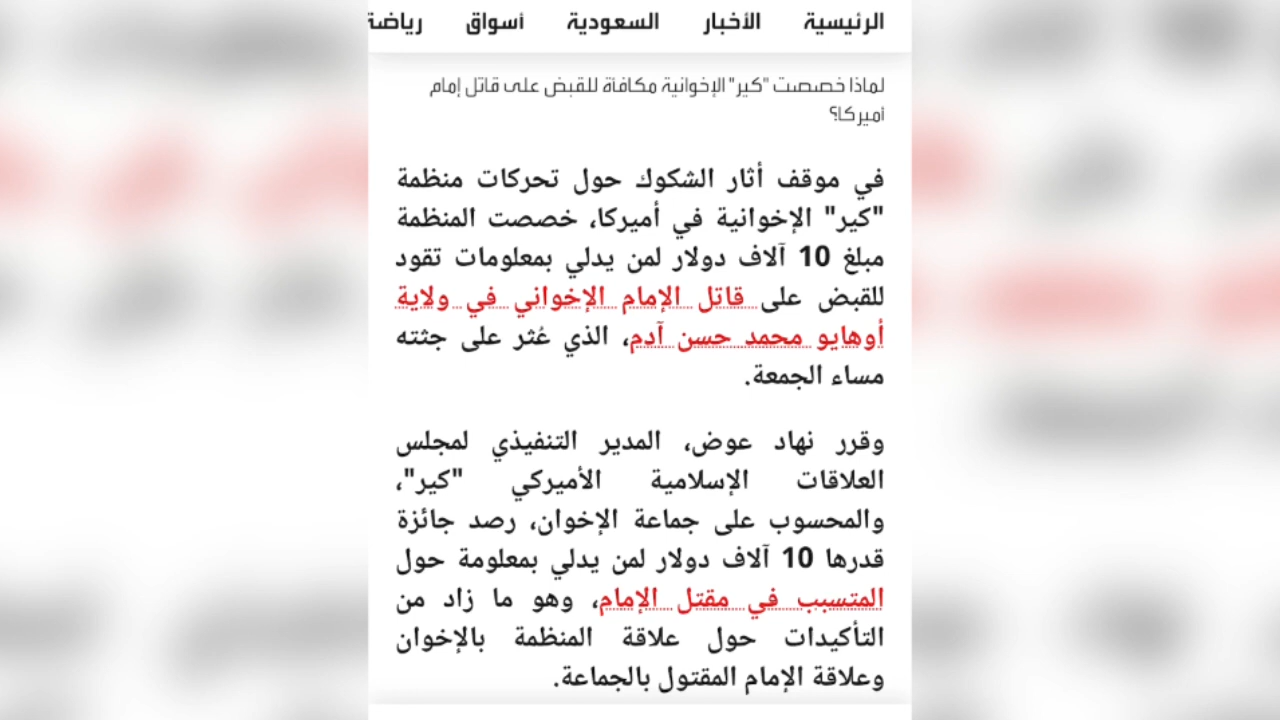 الرئيسية الأخبار السعودية أسواق رياضة
لماذا خصصت "كير" الإخوانية مكافاة للقبض على قاتل إمام
أميركا؟
في موقف أثار الشكوك حول تحركات منظمة
"كير" الإخوانية في أميركا، خصصت المنظمة
مبلغ 10 آلاف دولار لمن يدلي بمعلومات تقود
للقبض على قاتل الإمام الإخواني في ولاية
أوهايو محمد حسن آدم، الذي عُثر على جثته
مساء الجمعة.
وقرر نهاد عوض، المدير التنفيذي لمجلس
العلاقات الإسلامية الأميركي "كير"،
والمحسوب على جماعة الإخوان، رصد جائزة
قدرها 10 آلاف دولار لمن يدلي بمعلومة حول
المتسبب في مقتل الإمام، وهو ما زاد من
التأكيدات حول علاقة المنظمة بالإخوان
وعلاقة الإمام المقتول بالجماعة.